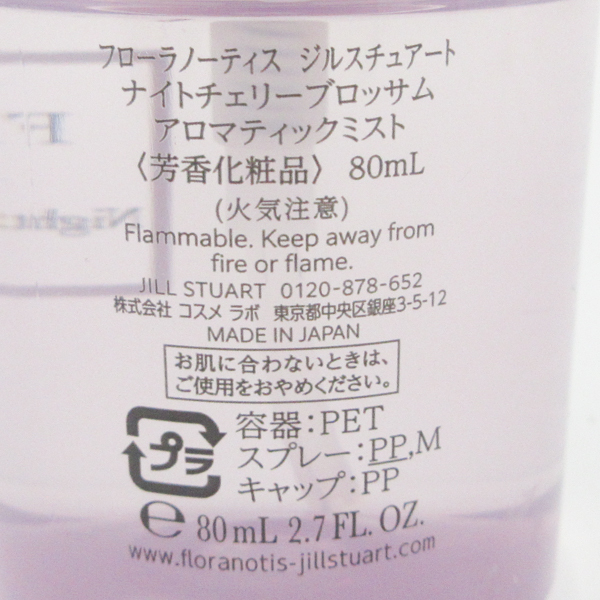 フローラノーティス ジルスチュアート
ナイトチェリーブロッサム
アロマティックミスト
〈芳香化粧品〉 80mL
(火気注意)
Flammable. Keep away from
fire or flame.
JILL STUART 0120-878-652
株式会社 コスメ ラボ 東京都中央区銀座3-5-12
MADE IN JAPAN
お肌に合わないときは、
ご使用をおやめください。
プラ
容器:PET
スプレー:PP,M
キャップ:PP
℮ 80mL 2.7FL. OZ.
www.floranotis-jillstuart.com